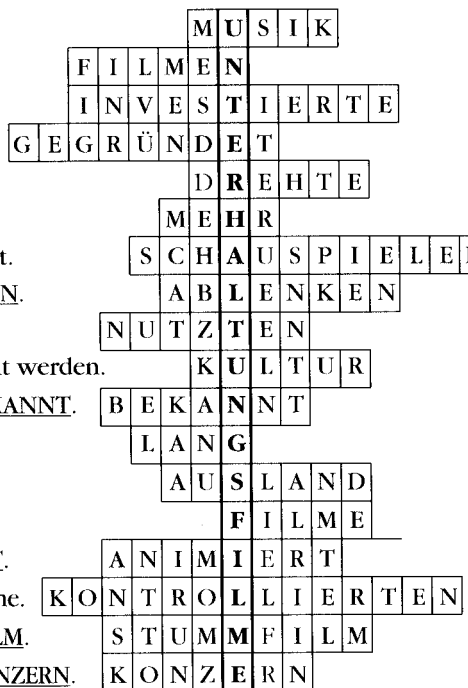 MUSIK
FILMEN
INVESTIERTE
GEGRÜNDET
DREHTE
MEHR
t. SCHAUSPIELE
N. ABLENKEN
NUTZTEN
t werden. KULTUR
KANNT. BEKANNT
LANG
AUSLAND
FILME
ANIMIERT
ne. KONTROLLIERTEN
LM. STUMMFILM
NZERN. KONZERN